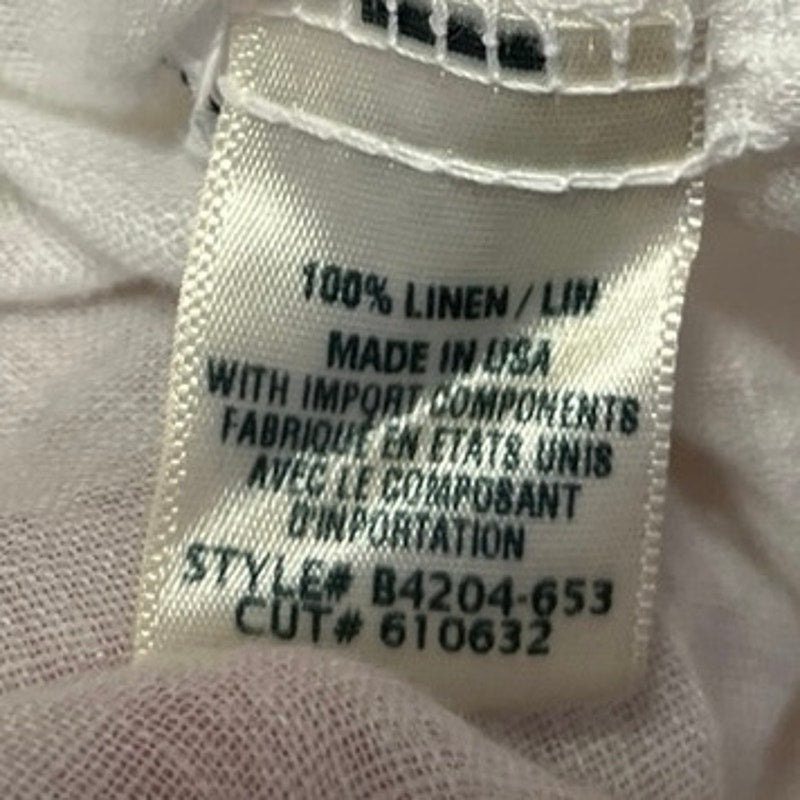 100% LINEN / LIN
MADE IN USA
WITH IMPORT COMPONENTS
FABRIQUE EN ETATS UNIS
AVEC LE COMPOSANT
D'INPORTATION
STYLE# B4204-653
CUT# 610632